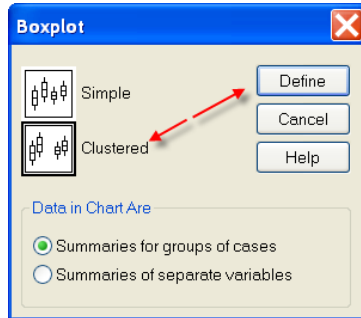 Boxplot
Simple
Clustered
Define
Cancel
Help
Data in Chart Are
Summaries for groups of cases
Summaries of separate variables